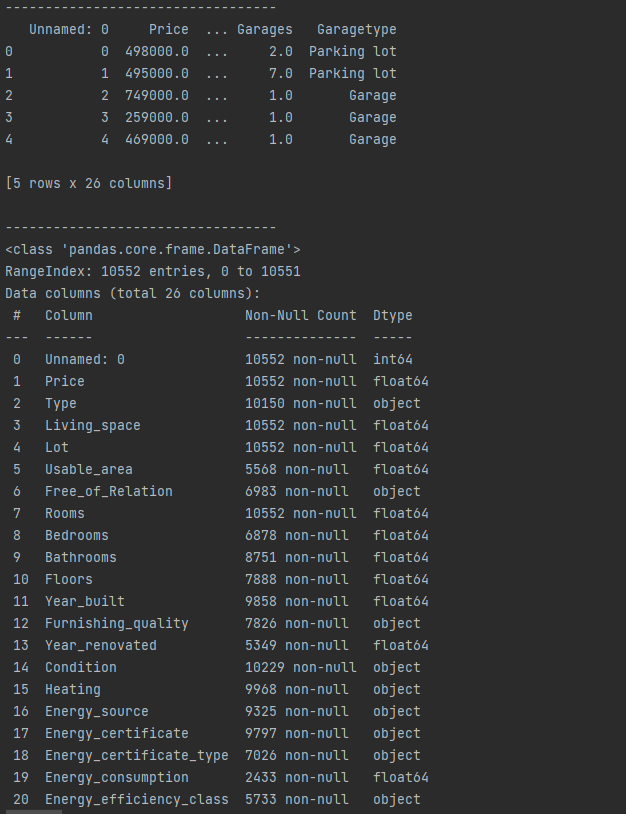 ----------------------------------
   Unnamed: 0     Price  ... Garages   Garagetype
0           0  498000.0  ...     2.0  Parking lot
1           1  495000.0  ...     7.0  Parking lot
2           2  749000.0  ...     1.0       Garage
3           3  259000.0  ...     1.0       Garage
4           4  469000.0  ...     1.0       Garage
[5 rows x 26 columns]
----------------------------------
<class 'pandas.core.frame.DataFrame'>
RangeIndex: 10552 entries, 0 to 10551
Data columns (total 26 columns):
 #   Column                   Non-Null Count  Dtype
---  ------                   --------------  -----
 0   Unnamed: 0               10552 non-null  int64
 1   Price                    10552 non-null  float64
 2   Type                     10150 non-null  object
 3   Living_space             10552 non-null  float64
 4   Lot                      10552 non-null  float64
 5   Usable_area              5568 non-null   float64
 6   Free_of_Relation         6983 non-null   object
 7   Rooms                    10552 non-null  float64
 8   Bedrooms                 6878 non-null   float64
 9   Bathrooms                8751 non-null   float64
 10  Floors                   7888 non-null   float64
 11  Year_built               9858 non-null   float64
 12  Furnishing_quality       7826 non-null   object
 13  Year_renovated           5349 non-null   float64
 14  Condition                10229 non-null  object
 15  Heating                  9968 non-null   object
 16  Energy_source            9325 non-null   object
 17  Energy_certificate       9797 non-null   object
 18  Energy_certificate_type  7026 non-null   object
 19  Energy_consumption       2433 non-null   float64
 20  Energy_efficiency_class  5733 non-null   object